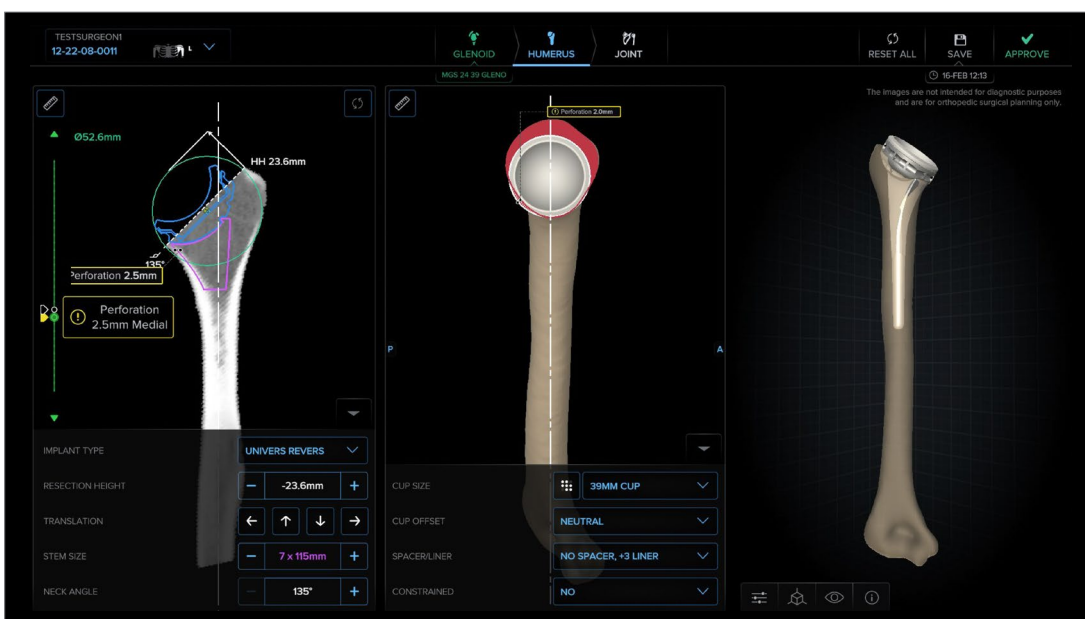 TESTSURGEON1
12-22-08-0011
L
GLENOID
HUMERUS
JOINT
RESET ALL
SAVE
APPROVE
MGS 24 39 GLENO
16-FEB 12:13
The images are not intended for diagnostic purposes
and are for orthopedic surgical planning only.
Ø52.6mm
HH 23.6mm
135°
Perforation 2.5mm
Perforation
2.5mm Medial
Perforation 2.0mm
P
A
IMPLANT TYPE
UNIVERS REVERS
RESECTION HEIGHT
− -23.6mm +
TRANSLATION
← ↑ ↓ →
STEM SIZE
− 7 x 115mm +
NECK ANGLE
− 135° +
CUP SIZE
39MM CUP
CUP OFFSET
NEUTRAL
SPACER/LINER
NO SPACER, +3 LINER
CONSTRAINED
NO